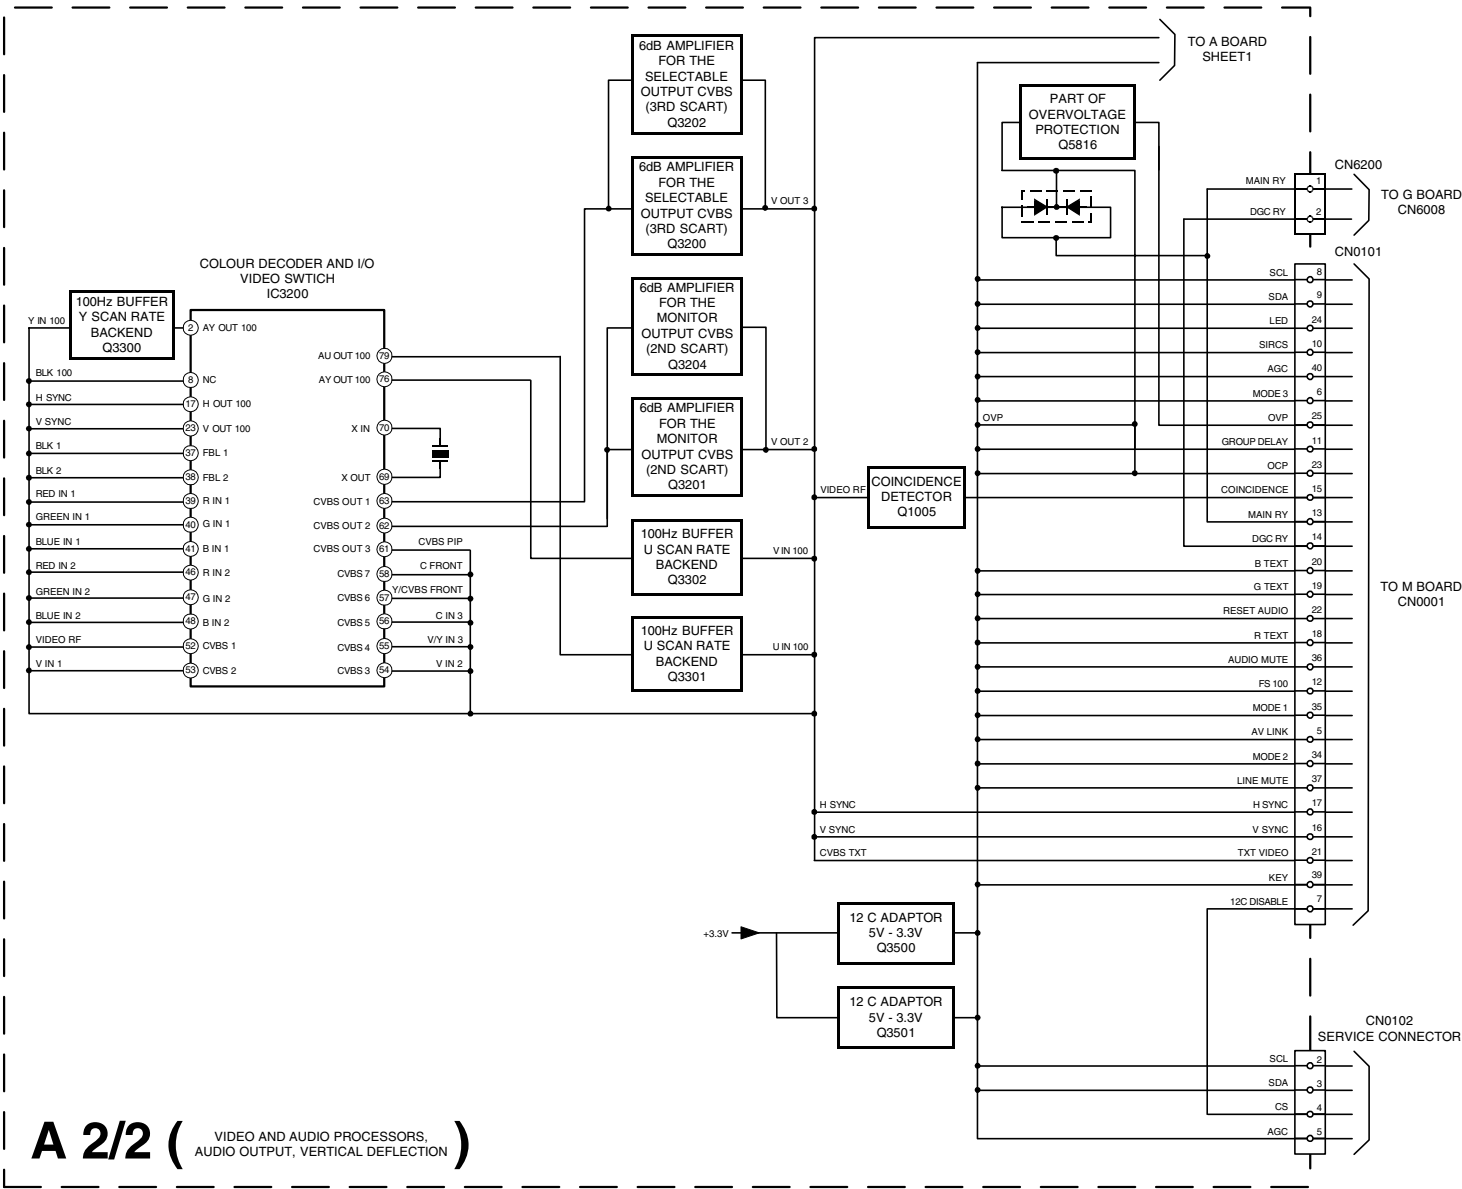 6dB AMPLIFIER
FOR THE
SELECTABLE
OUTPUT CVBS
(3RD SCART)
Q3202
TO A BOARD
SHEET1
PART OF
OVERVOLTAGE
PROTECTION
Q5816
6dB AMPLIFIER
FOR THE
SELECTABLE
OUTPUT CVBS
(3RD SCART)
Q3200
V OUT 3
CN6200
MAIN RY 1
DGC RY 2
TO G BOARD
CN6008
COLOUR DECODER AND I/O
VIDEO SWTICH
IC3200
100Hz BUFFER
Y SCAN RATE
BACKEND
Q3300
Y IN 100
2 AY OUT 100
BLK 100 8 NC
H SYNC 17 H OUT 100
V SYNC 23 V OUT 100
BLK 1 37 FBL 1
BLK 2 38 FBL 2
RED IN 1 39 R IN 1
GREEN IN 1 40 G IN 1
BLUE IN 1 41 B IN 1
RED IN 2 46 R IN 2
GREEN IN 2 47 G IN 2
BLUE IN 2 48 B IN 2
VIDEO RF 52 CVBS 1
V IN 1 53 CVBS 2
AU OUT 100 79
AY OUT 100 76
X IN 70
X OUT 69
CVBS OUT 1 63
CVBS OUT 2 62
CVBS OUT 3 61 CVBS PIP
CVBS 7 58 C FRONT
CVBS 6 57 Y/CVBS FRONT
CVBS 5 56 C IN 3
CVBS 4 55 V/Y IN 3
CVBS 3 54 V IN 2
6dB AMPLIFIER
FOR THE
MONITOR
OUTPUT CVBS
(2ND SCART)
Q3204
6dB AMPLIFIER
FOR THE
MONITOR
OUTPUT CVBS
(2ND SCART)
Q3201
V OUT 2
100Hz BUFFER
U SCAN RATE
BACKEND
Q3302
V IN 100
100Hz BUFFER
U SCAN RATE
BACKEND
Q3301
U IN 100
VIDEO RF
COINCIDENCE
DETECTOR
Q1005
OVP
CN0101
SCL 8
SDA 9
LED 24
SIRCS 10
AGC 40
MODE 3 6
OVP 25
GROUP DELAY 11
OCP 23
COINCIDENCE 15
MAIN RY 13
DGC RY 14
B TEXT 20
G TEXT 19
RESET AUDIO 22
R TEXT 18
AUDIO MUTE 36
FS 100 12
MODE 1 35
AV LINK 5
MODE 2 34
LINE MUTE 37
H SYNC H SYNC 17
V SYNC V SYNC 16
CVBS TXT TXT VIDEO 21
KEY 39
12C DISABLE 7
TO M BOARD
CN0001
+3.3V
12 C ADAPTOR
5V - 3.3V
Q3500
12 C ADAPTOR
5V - 3.3V
Q3501
CN0102
SERVICE CONNECTOR
SCL 2
SDA 3
CS 4
AGC 5
A 2/2 ( VIDEO AND AUDIO PROCESSORS,
AUDIO OUTPUT, VERTICAL DEFLECTION )